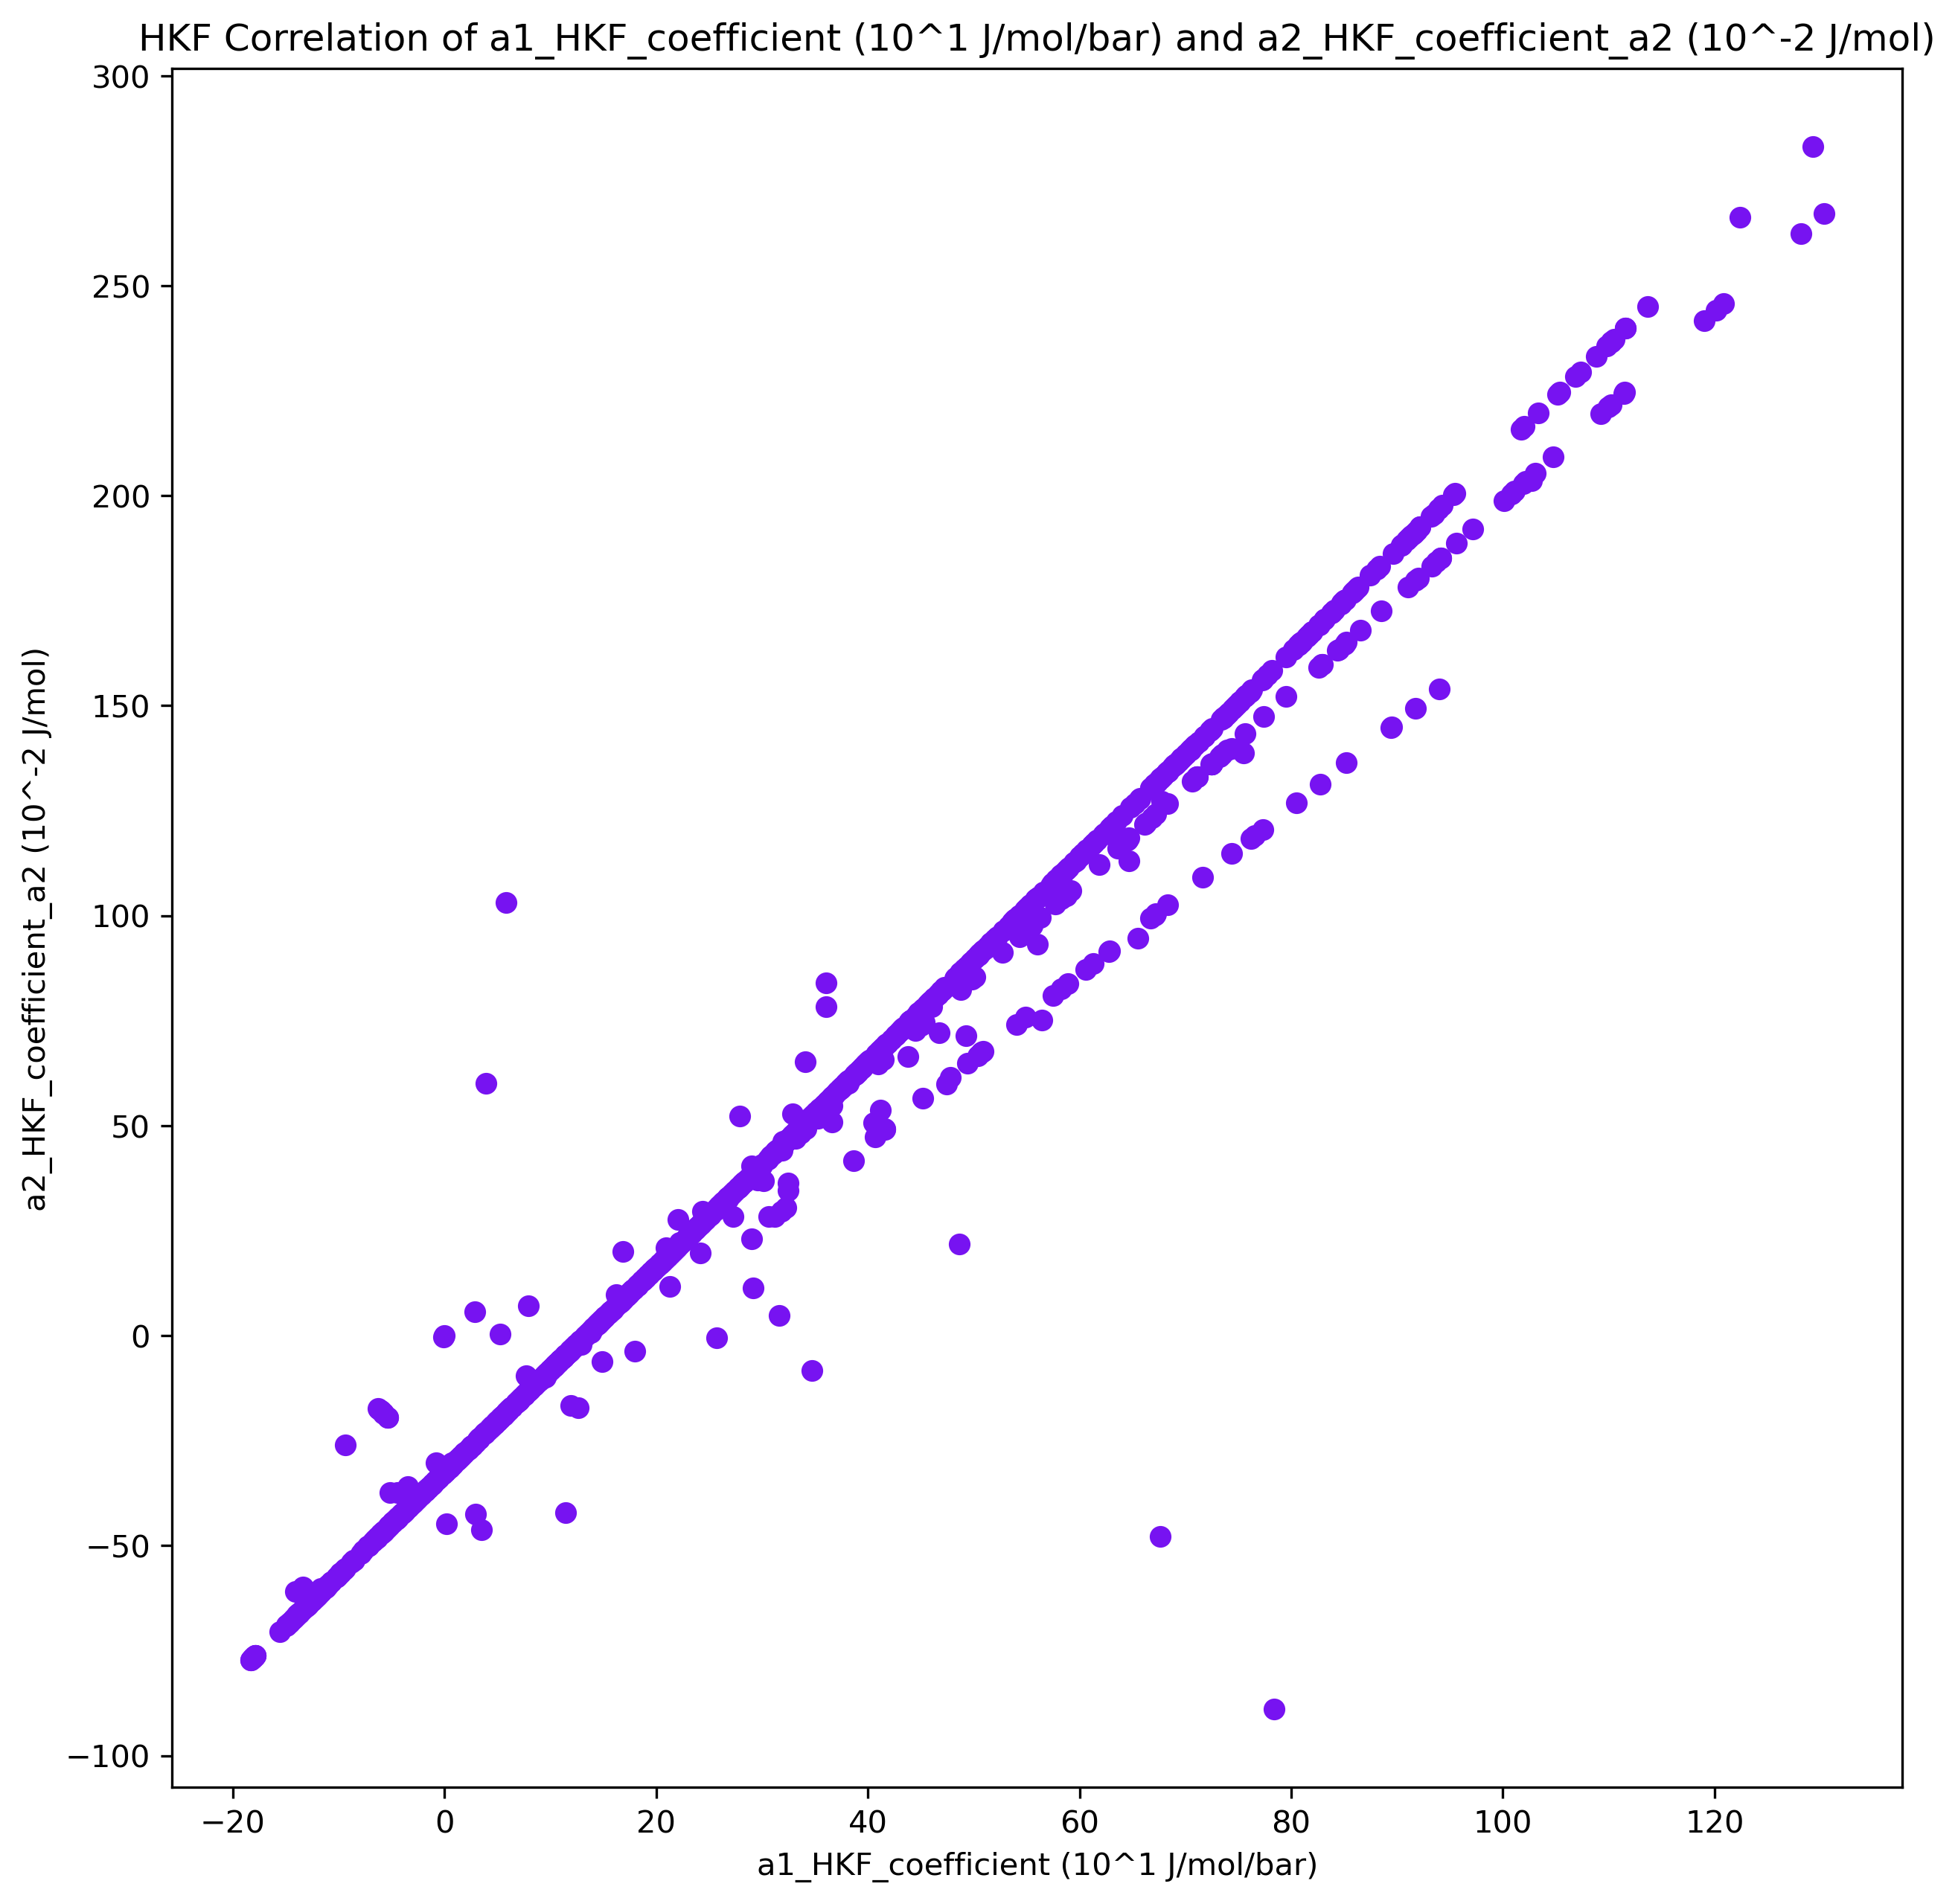 HKF Correlation of a1_HKF_coefficient (10^1 J/mol/bar) and a2_HKF_coefficient_a2 (10^-2 J/mol)
300
250
200
150
100
50
0
−50
−100
a2_HKF_coefficient_a2 (10^-2 J/mol)
−20 0 20 40 60 80 100 120
a1_HKF_coefficient (10^1 J/mol/bar)